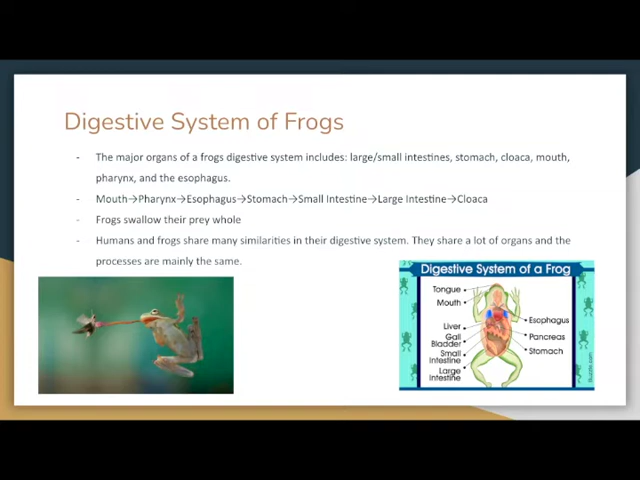 Digestive System of Frogs
- The major organs of a frogs digestive system includes: large/small intestines, stomach, cloaca, mouth,
pharynx, and the esophagus.
- Mouth→Pharynx→Esophagus→Stomach→Small Intestine→Large Intestine→Cloaca
- Frogs swallow their prey whole
- Humans and frogs share many similarities in their digestive system. They share a lot of organs and the
processes are mainly the same.
Digestive System of a Frog
Tongue
Mouth
Liver
Gall
Bladder
Small
Intestine
Large
Intestine
Esophagus
Pancreas
Stomach